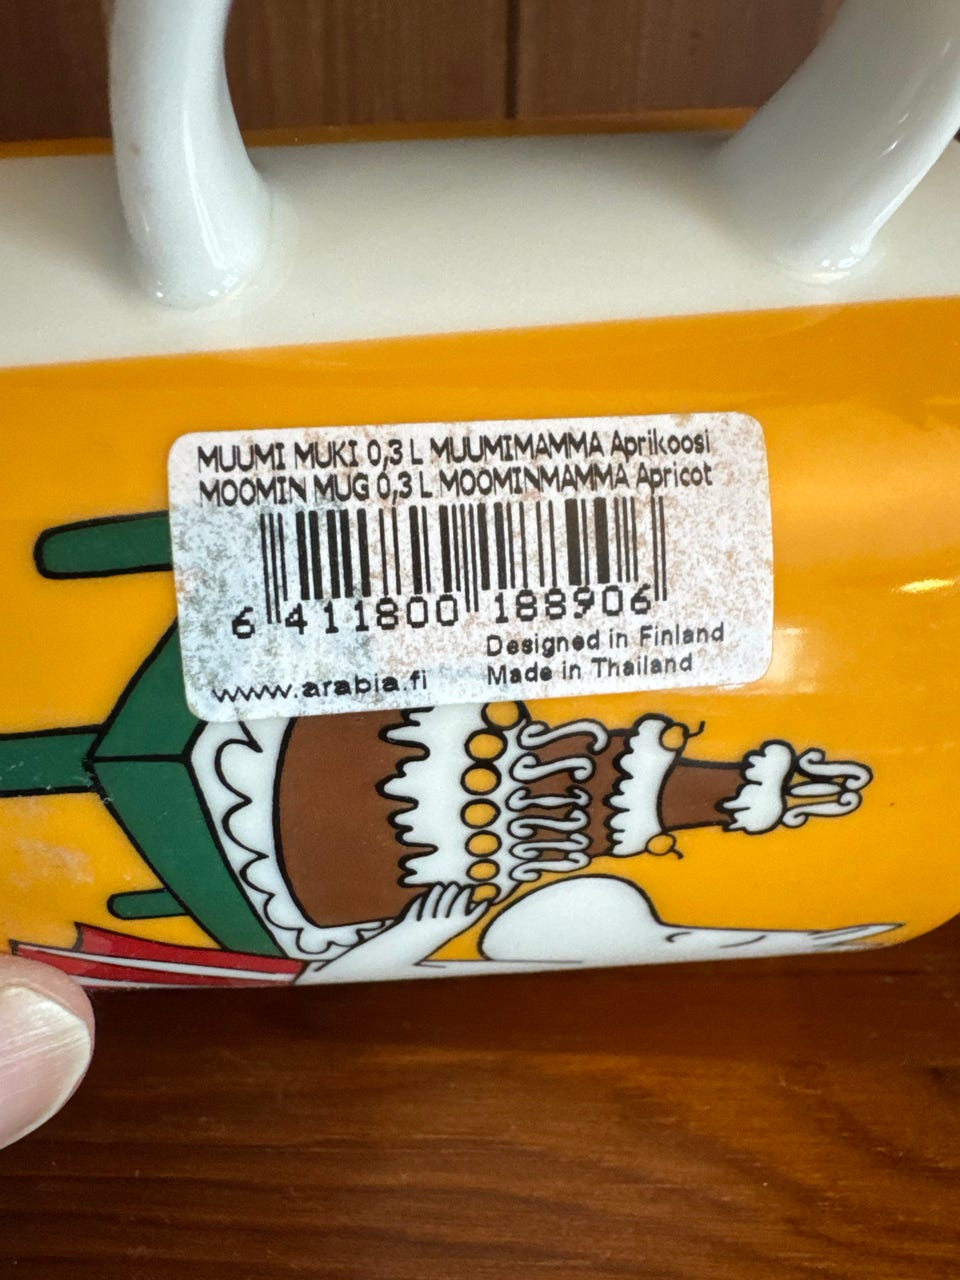 MUUMI MUKI 0,3 L MUUMIMAMMA Aprikoosi
MOOMIN MUG 0,3 L MOOMINMAMMA Apricot
6 411800 188906
Designed in Finland
www.arabia.fi Made in Thailand